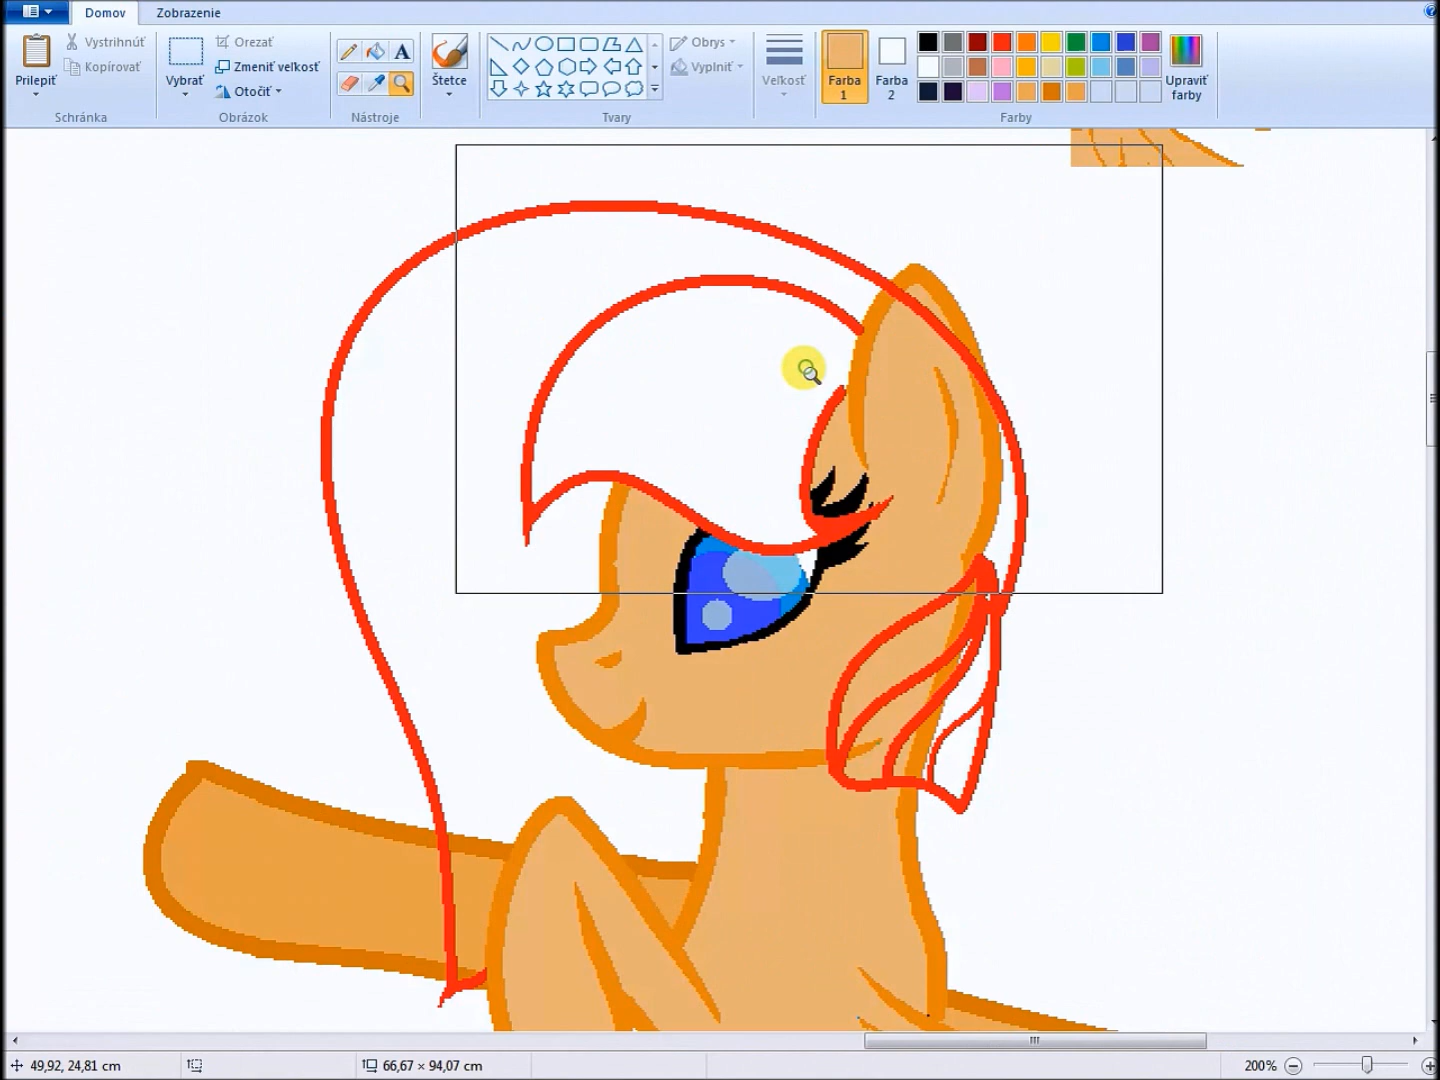 Domov
Zobrazenie
Prilepiť
Vystrihnúť
Kopírovať
Schránka
Vybrať
Orezať
Zmeniť veľkosť
Otočiť
Obrázok
A
Nástroje
Štetce
Tvary
Obrys
Vyplniť
Veľkosť
Farba
1
Farba
2
Upraviť
farby
Farby
49,92, 24,81 cm
66,67 × 94,07 cm
200%